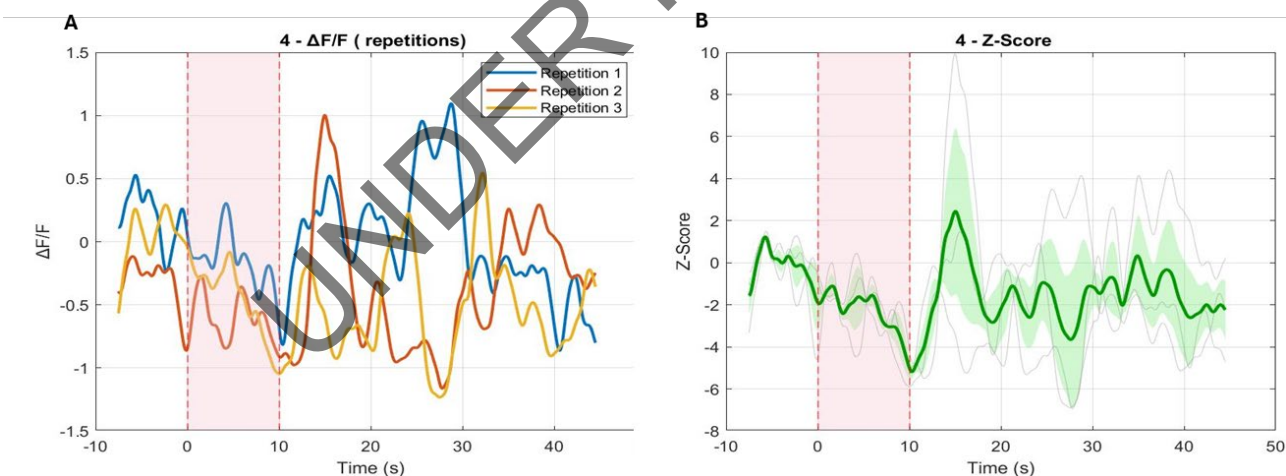 A
4 - ΔF/F ( repetitions)
1.5
1
0.5
0
-0.5
-1
-1.5
ΔF/F
-10
0
10
20
30
40
Time (s)
Repetition 1
Repetition 2
Repetition 3
B
4 - Z-Score
10
8
6
4
2
0
-2
-4
-6
-8
Z-Score
-10
0
10
20
30
40
50
Time (s)
UNDER